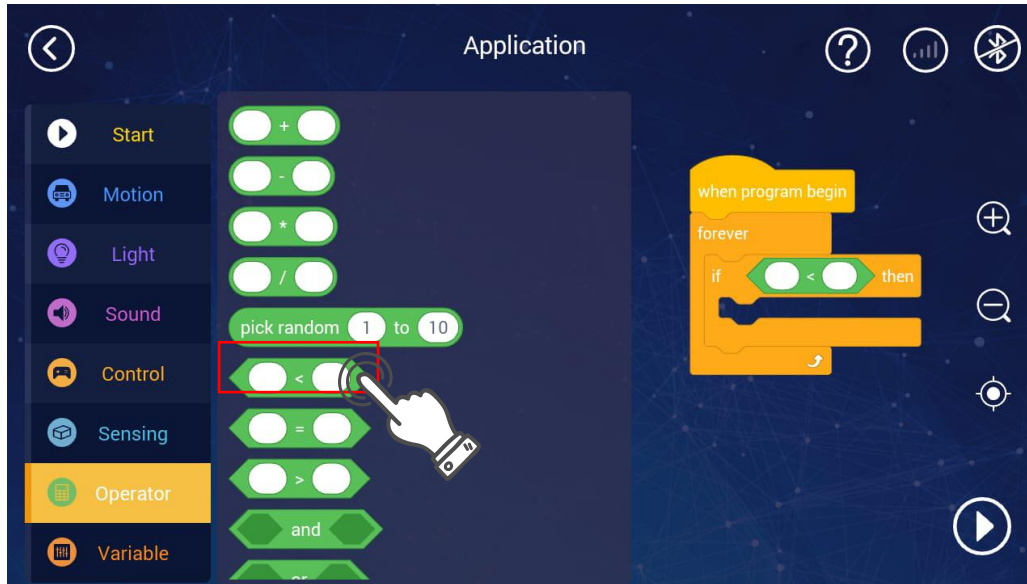 Application
Start
Motion
Light
Sound
Control
Sensing
Operator
Variable
+
-
*
/
pick random 1 to 10
<
=
>
and
or
when program begin
forever
if < then